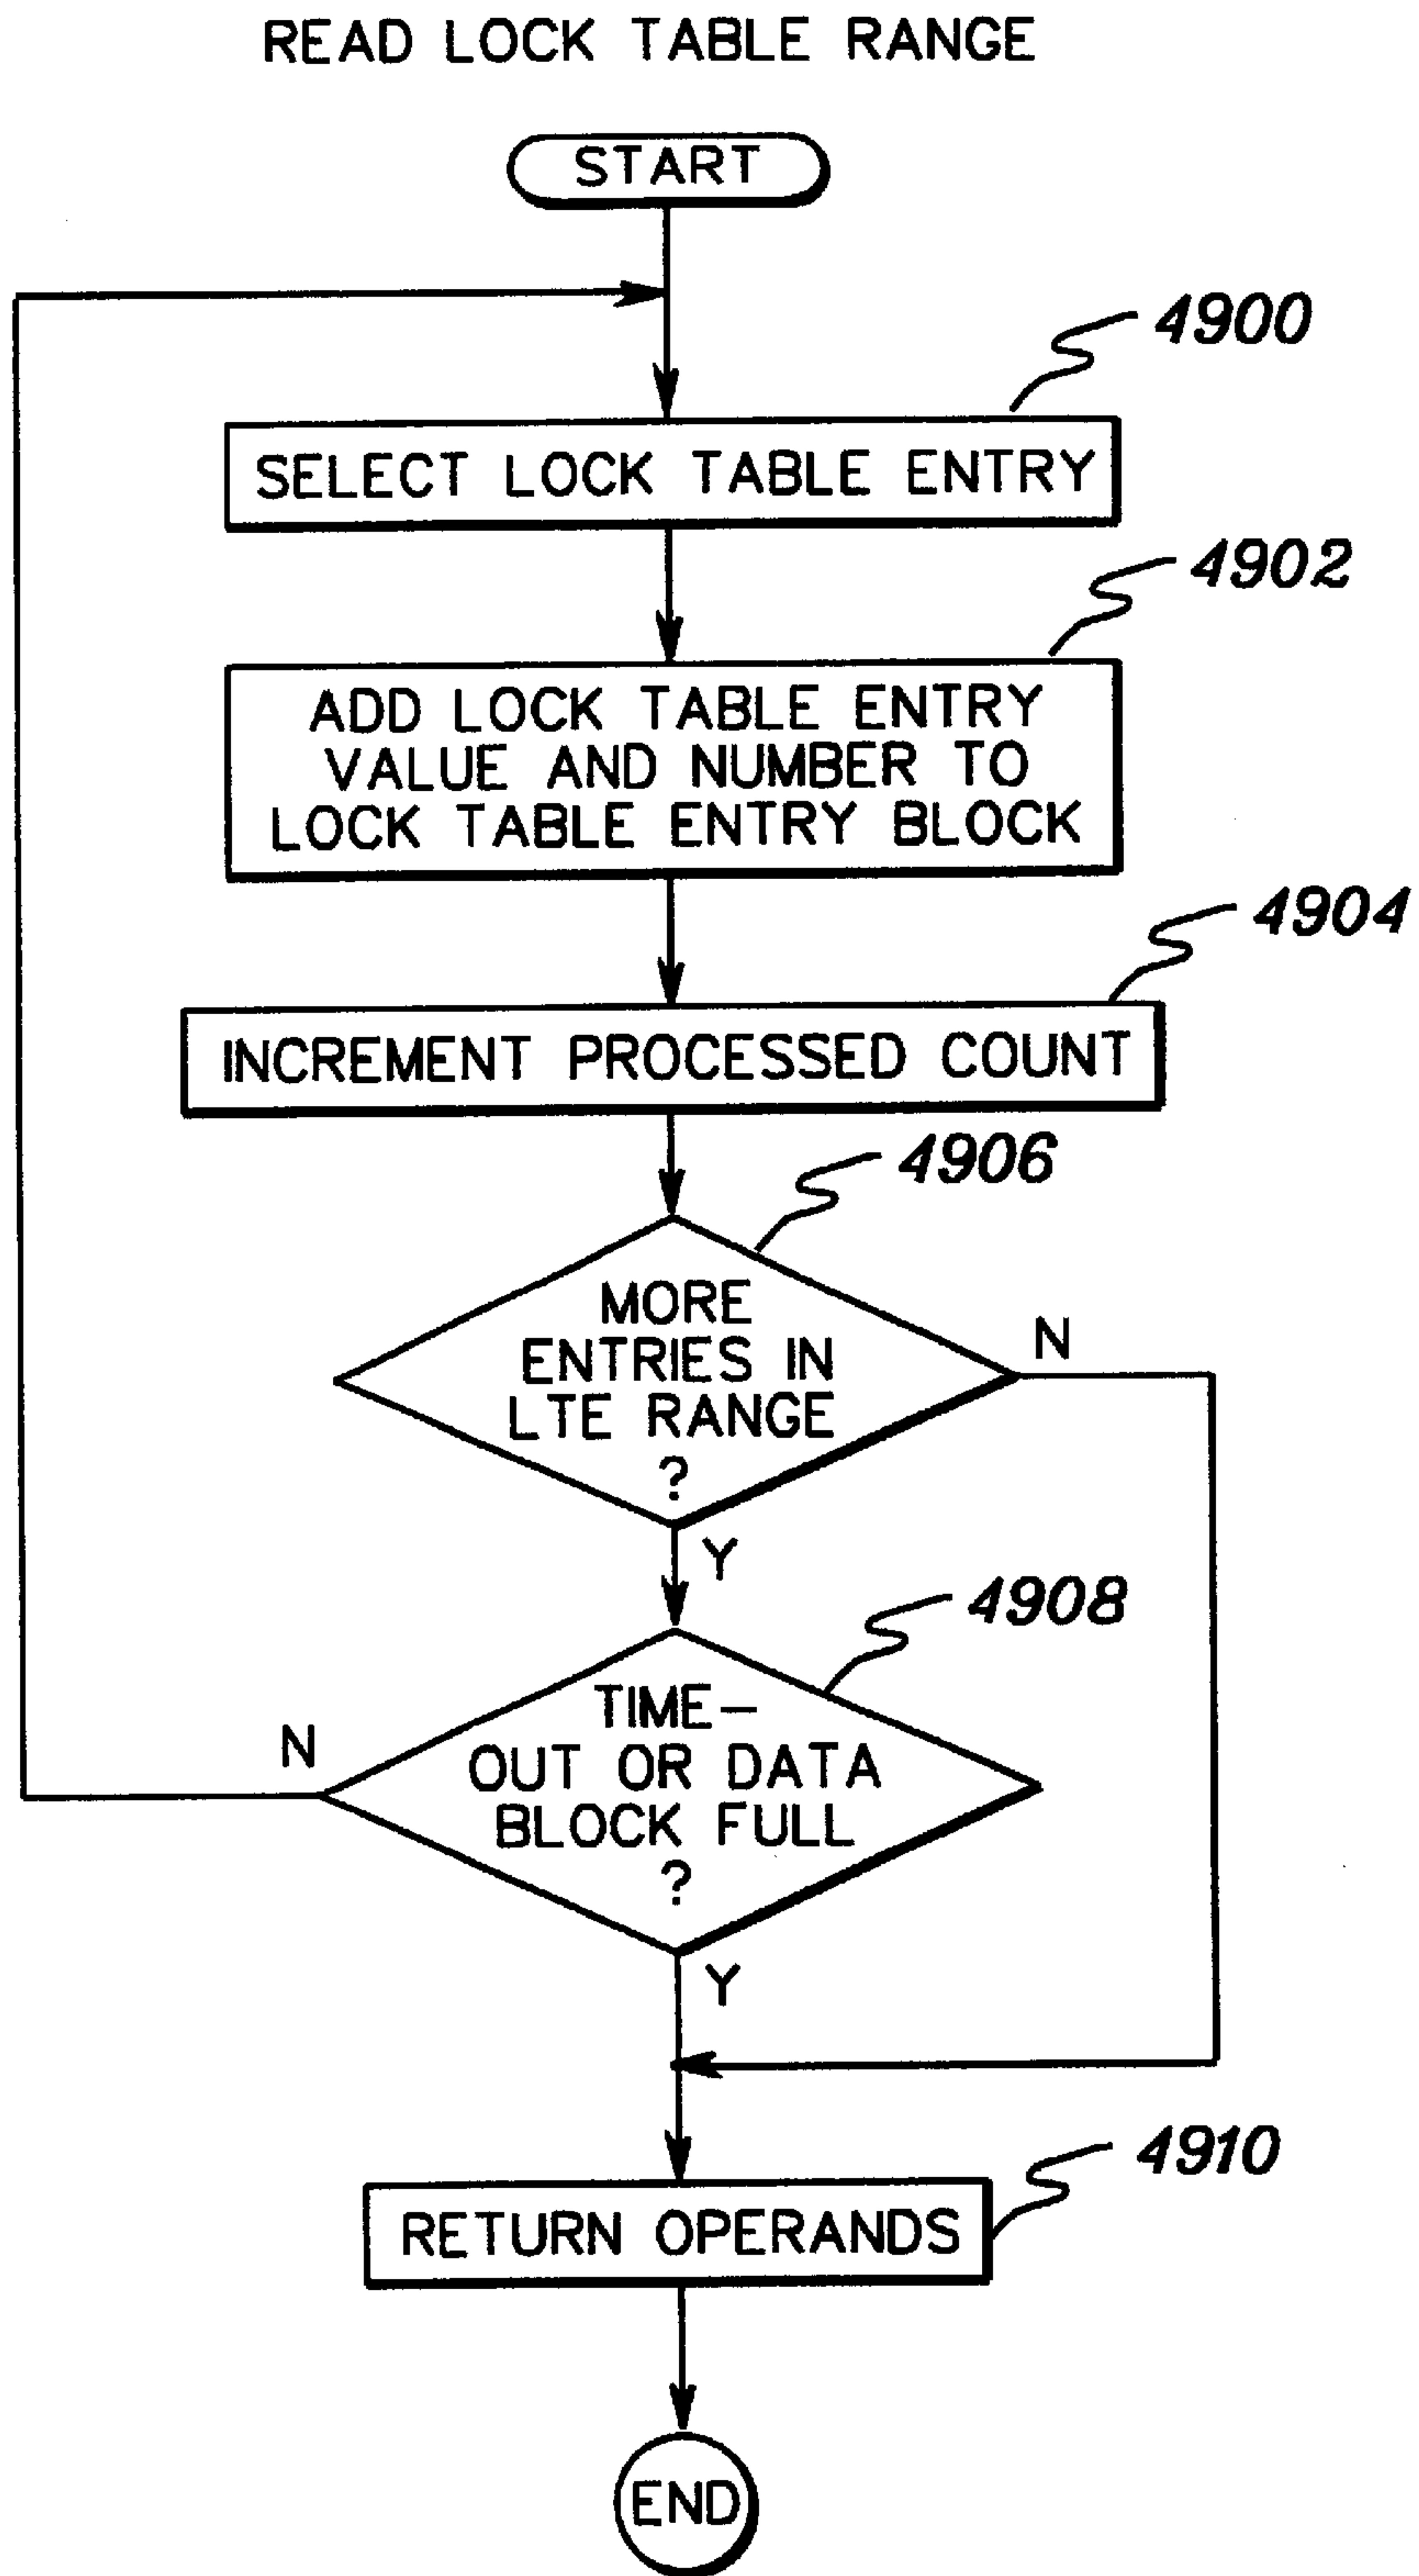 READ LOCK TABLE RANGE
START
4900
SELECT LOCK TABLE ENTRY
4902
ADD LOCK TABLE ENTRY
VALUE AND NUMBER TO
LOCK TABLE ENTRY BLOCK
4904
INCREMENT PROCESSED COUNT
4906
MORE
ENTRIES IN
LTE RANGE
?
N
Y
4908
TIME-
OUT OR DATA
BLOCK FULL
?
N
Y
4910
RETURN OPERANDS
END